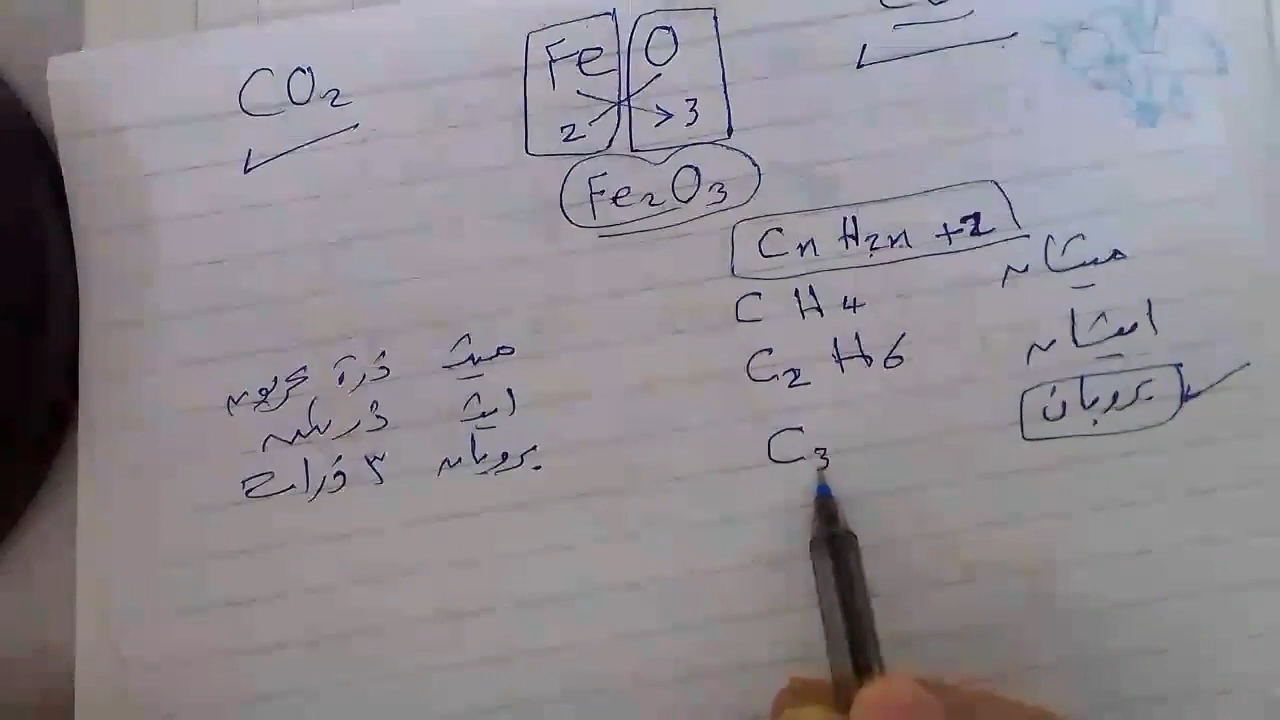 CO₂
Fe O
2 3
Fe₂O₃
CnH₂n+2
CH4 ميثان
C₂H6 ايثان
C₃ بروبان
ميث ذرة كربون
ايث ذرتان
بروبان ٣ ذرات